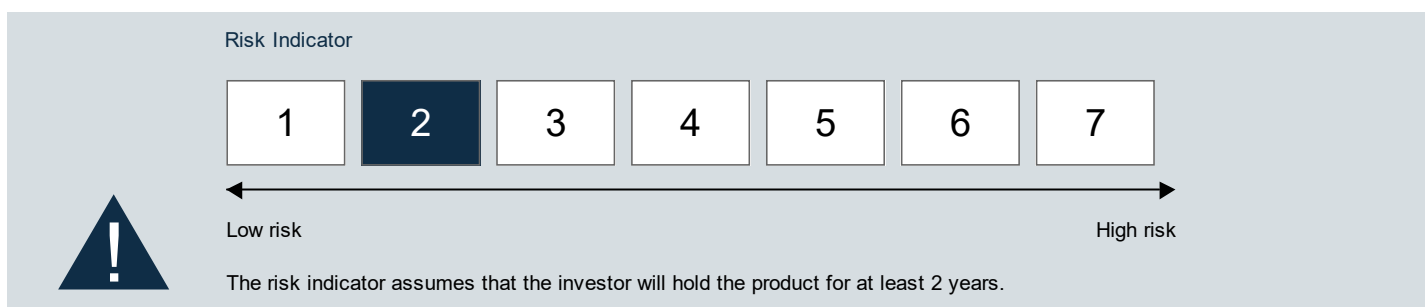 Risk Indicator
1 2 3 4 5 6 7
Low risk High risk
!
The risk indicator assumes that the investor will hold the product for at least 2 years.